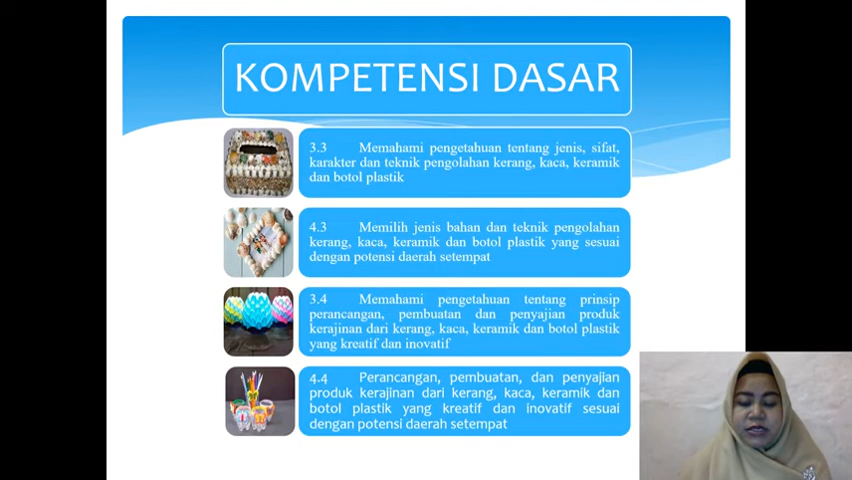 KOMPETENSI DASAR
3.3 Memahami pengetahuan tentang jenis, sifat,
karakter dan teknik pengolahan kerang, kaca, keramik
dan botol plastik
4.3 Memilih jenis bahan dan teknik pengolahan
kerang, kaca, keramik dan botol plastik yang sesuai
dengan potensi daerah setempat
3.4 Memahami pengetahuan tentang prinsip
perancangan, pembuatan dan penyajian produk
kerajinan dari kerang, kaca, keramik dan botol plastik
yang kreatif dan inovatif
4.4 Perancangan, pembuatan, dan penyajian
produk kerajinan dari kerang, kaca, keramik dan
botol plastik yang kreatif dan inovatif sesuai
dengan potensi daerah setempat